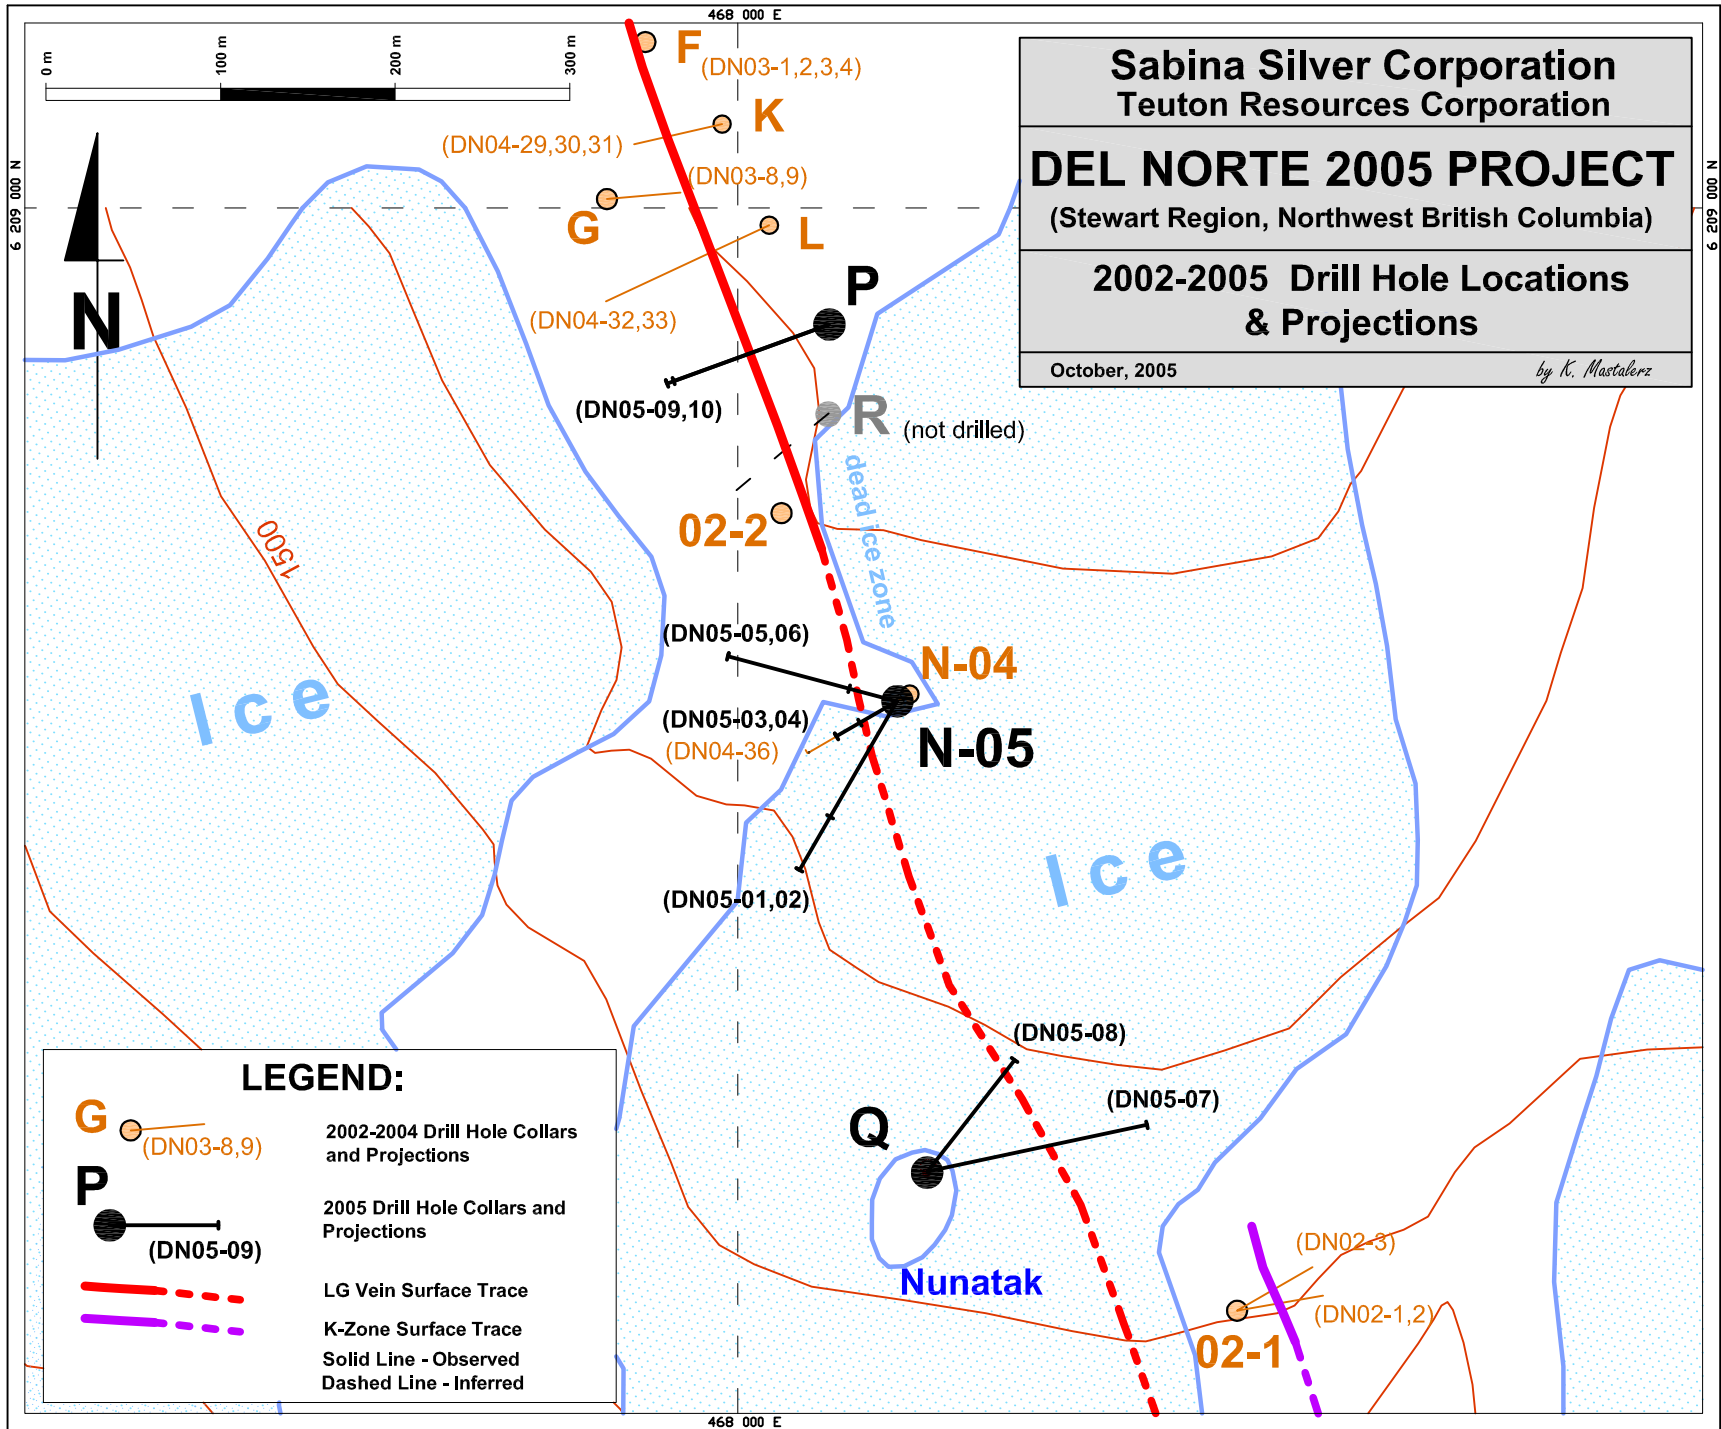 468 000 E
0 m
100 m
200 m
300 m
F
(DN03-1,2,3,4)
K
(DN04-29,30,31)
(DN03-8,9)
G
L
(DN04-32,33)
P
(DN05-09,10)
R (not drilled)
dead ice zone
02-2
1500
6 209 000 N
6 209 000 N
N
Sabina Silver Corporation
Teuton Resources Corporation
DEL NORTE 2005 PROJECT
(Stewart Region, Northwest British Columbia)
2002-2005 Drill Hole Locations
& Projections
October, 2005
by K. Mastalerz
(DN05-05,06)
N-04
(DN05-03,04)
(DN04-36)
N-05
Ice
Ice
(DN05-01,02)
(DN05-08)
(DN05-07)
Q
Nunatak
(DN02-3)
(DN02-1,2)
02-1
LEGEND:
G
(DN03-8,9)
2002-2004 Drill Hole Collars
and Projections
P
(DN05-09)
2005 Drill Hole Collars and
Projections
LG Vein Surface Trace
K-Zone Surface Trace
Solid Line - Observed
Dashed Line - Inferred
468 000 E